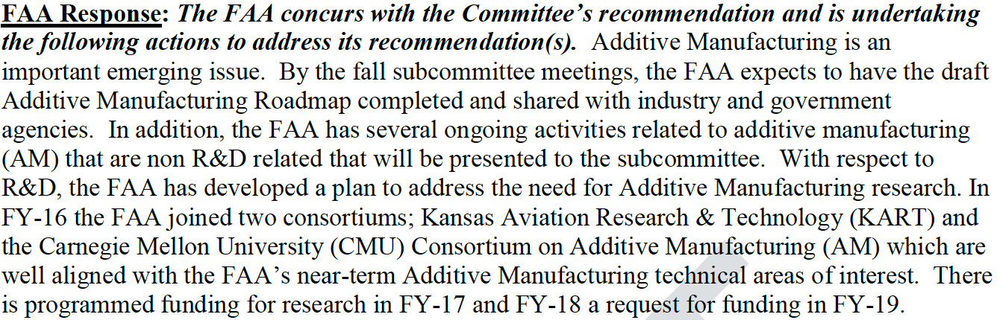 FAA Response: The FAA concurs with the Committee’s recommendation and is undertaking
the following actions to address its recommendation(s).  Additive Manufacturing is an
important emerging issue.  By the fall subcommittee meetings, the FAA expects to have the draft
Additive Manufacturing Roadmap completed and shared with industry and government
agencies.  In addition, the FAA has several ongoing activities related to additive manufacturing
(AM) that are non R&D related that will be presented to the subcommittee.  With respect to
R&D, the FAA has developed a plan to address the need for Additive Manufacturing research. In
FY-16 the FAA joined two consortiums; Kansas Aviation Research & Technology (KART) and
the Carnegie Mellon University (CMU) Consortium on Additive Manufacturing (AM) which are
well aligned with the FAA’s near-term Additive Manufacturing technical areas of interest.  There
is programmed funding for research in FY-17 and FY-18 a request for funding in FY-19.